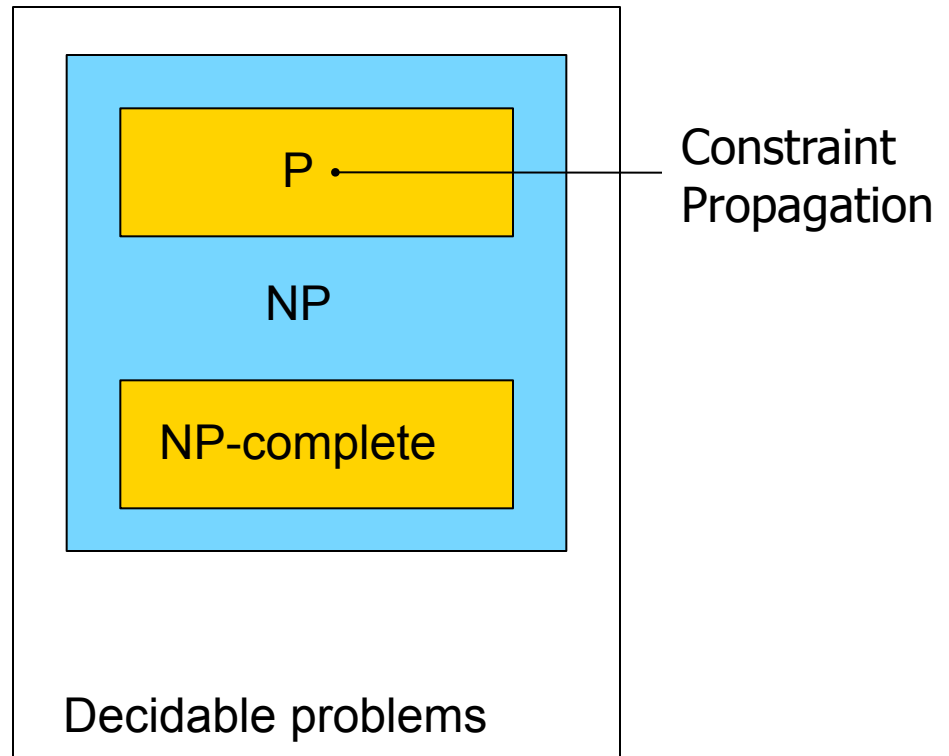 P
Constraint
Propagation
NP
NP-complete
Decidable problems